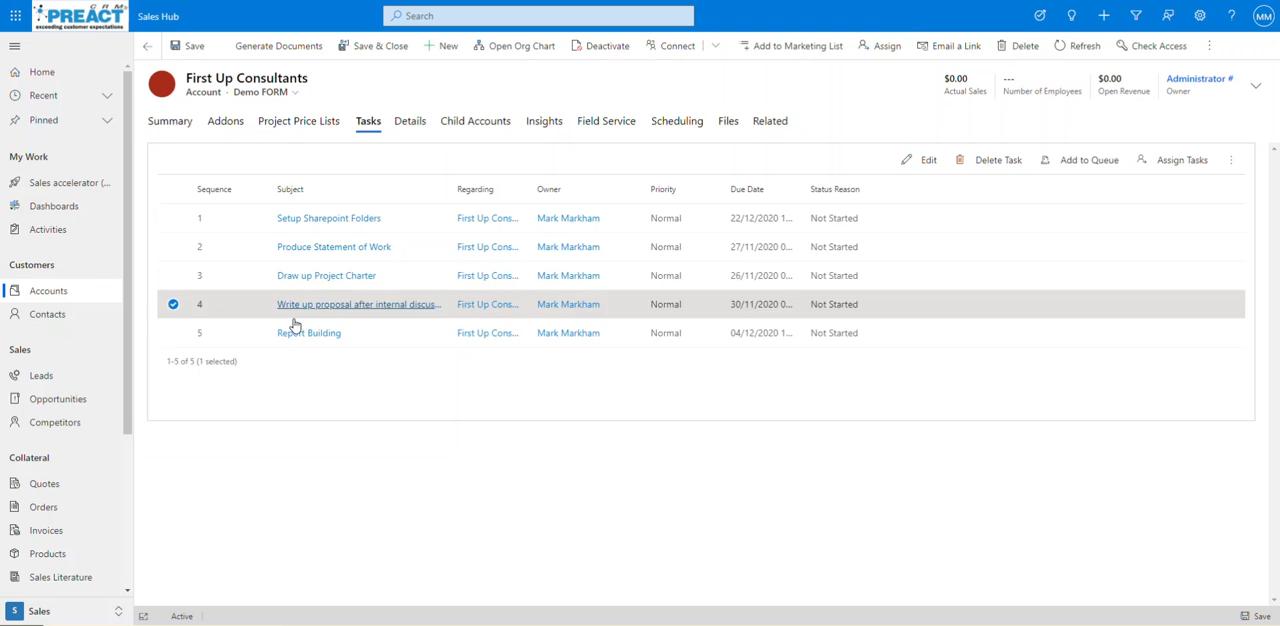 CRM
PREACT
exceeding customer expectations
Sales Hub
Search
MM
Save
Generate Documents
Save & Close
New
Open Org Chart
Deactivate
Connect
Add to Marketing List
Assign
Email a Link
Delete
Refresh
Check Access
Home
Recent
Pinned
My Work
Sales accelerator (...
Dashboards
Activities
Customers
Accounts
Contacts
Sales
Leads
Opportunities
Competitors
Collateral
Quotes
Orders
Invoices
Products
Sales Literature
S Sales
First Up Consultants
Account · Demo FORM
$0.00
Actual Sales
---
Number of Employees
$0.00
Open Revenue
Administrator #
Owner
Summary Addons Project Price Lists Tasks Details Child Accounts Insights Field Service Scheduling Files Related
Edit Delete Task Add to Queue Assign Tasks
Sequence Subject Regarding Owner Priority Due Date Status Reason
1 Setup Sharepoint Folders First Up Cons... Mark Markham Normal 22/12/2020 1... Not Started
2 Produce Statement of Work First Up Cons... Mark Markham Normal 27/11/2020 0... Not Started
3 Draw up Project Charter First Up Cons... Mark Markham Normal 26/11/2020 0... Not Started
4 Write up proposal after internal discus... First Up Cons... Mark Markham Normal 30/11/2020 0... Not Started
5 Report Building First Up Cons... Mark Markham Normal 04/12/2020 1... Not Started
1-5 of 5 (1 selected)
Active
Save